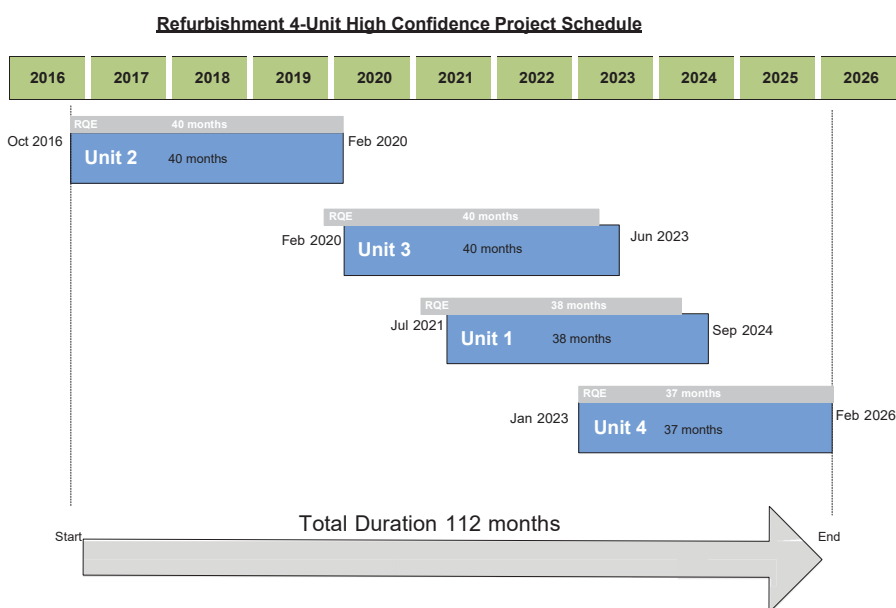 Refurbishment 4-Unit High Confidence Project Schedule
2016 2017 2018 2019 2020 2021 2022 2023 2024 2025 2026
RQE 40 months
Oct 2016 Unit 2 40 months Feb 2020
RQE 40 months
Feb 2020 Unit 3 40 months Jun 2023
RQE 38 months
Jul 2021 Unit 1 38 months Sep 2024
RQE 37 months
Jan 2023 Unit 4 37 months Feb 2026
Total Duration 112 months
Start End